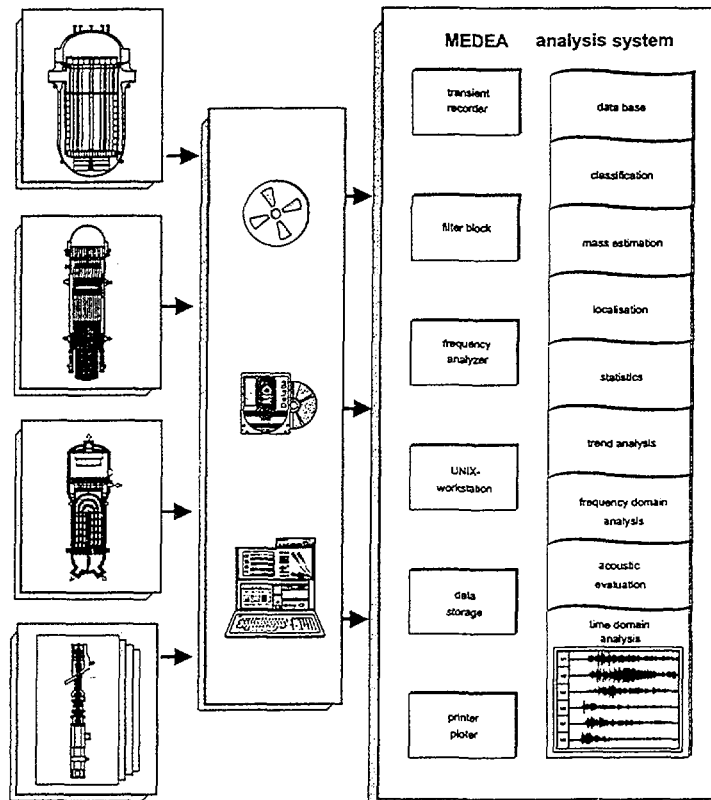 MEDEA analysis system
transient
recorder
filter block
frequency
analyzer
UNIX-
workstation
data
storage
printer
ploter
data base
classification
mass estimation
localisation
statistics
trend analysis
frequency domain
analysis
acoustic
evaluation
time domain
analysis